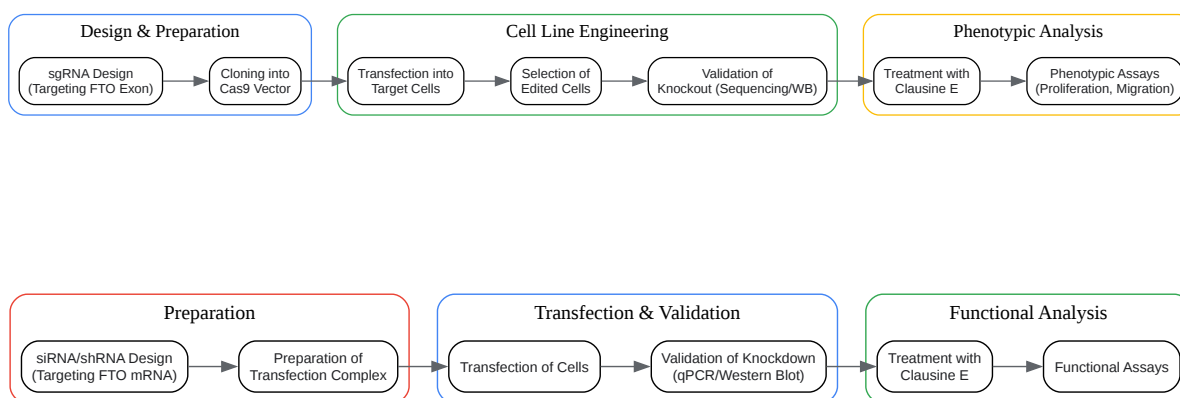 Design & Preparation
Cell Line Engineering
Phenotypic Analysis
sgRNA Design
(Targeting FTO Exon)
Cloning into
Cas9 Vector
Transfection into
Target Cells
Selection of
Edited Cells
Validation of
Knockout (Sequencing/WB)
Treatment with
Clausine E
Phenotypic Assays
(Proliferation, Migration)
Preparation
Transfection & Validation
Functional Analysis
siRNA/shRNA Design
(Targeting FTO mRNA)
Preparation of
Transfection Complex
Transfection of Cells
Validation of Knockdown
(qPCR/Western Blot)
Treatment with
Clausine E
Functional Assays